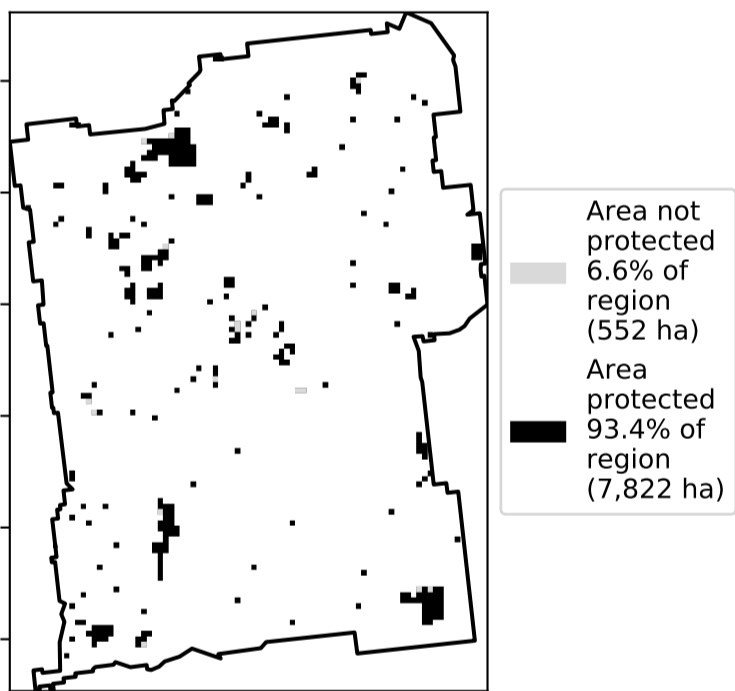 Area not
protected
6.6% of
region
(552 ha)
Area
protected
93.4% of
region
(7,822 ha)